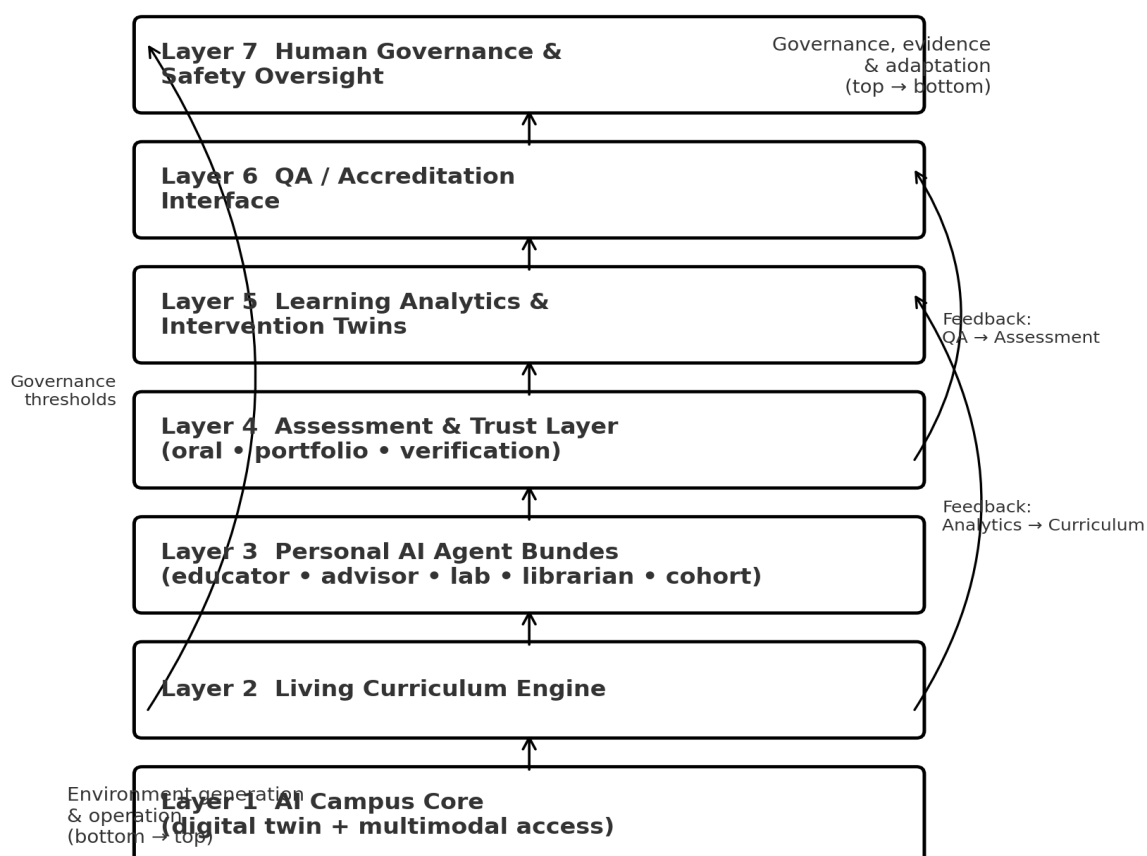 Layer 7  Human Governance &
Safety Oversight
Governance, evidence
& adaptation
(top → bottom)
Layer 6  QA / Accreditation
Interface
Layer 5  Learning Analytics &
Intervention Twins
Feedback:
QA → Assessment
Governance
thresholds
Layer 4  Assessment & Trust Layer
(oral • portfolio • verification)
Feedback:
Analytics → Curriculum
Layer 3  Personal AI Agent Bundes
(educator • advisor • lab • librarian • cohort)
Layer 2  Living Curriculum Engine
Environment generation
& operation
(bottom → top)
Layer 1  AI Campus Core
(digital twin + multimodal access)